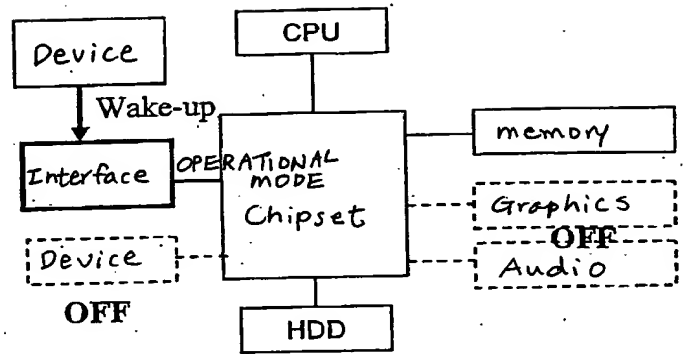 CPU
Device
Wake-up
memory
Interface
OPERATIONAL
MODE
Chipset
Graphics
OFF
Device
Audio
OFF
HDD